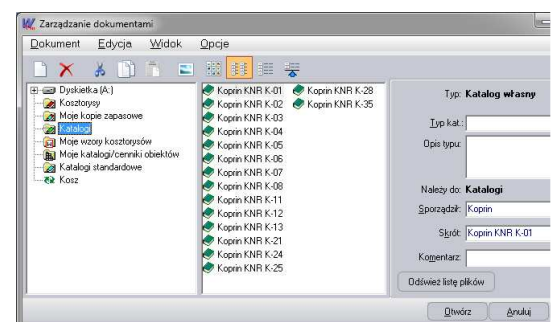 Zarządzanie dokumentami
Dokument Edycja Widok Opcje
Dyskietka (A:)
Kosztorysy
Moje kopie zapasowe
Katalogi
Moje wzory kosztorysów
Moje katalogi/cenniki obiektów
Katalogi standardowe
Kosz
Koprin KNR K-01
Koprin KNR K-02
Koprin KNR K-03
Koprin KNR K-04
Koprin KNR K-05
Koprin KNR K-06
Koprin KNR K-07
Koprin KNR K-08
Koprin KNR K-11
Koprin KNR K-12
Koprin KNR K-13
Koprin KNR K-21
Koprin KNR K-24
Koprin KNR K-25
Koprin KNR K-28
Koprin KNR K-35
Typ: Katalog własny
Typ kat.:
Opis typu:
Należy do: Katalogi
Sporządził: Koprin
Skrót: Koprin KNR K-01
Komentarz:
Odśwież listę plików
Otwórz Anuluj